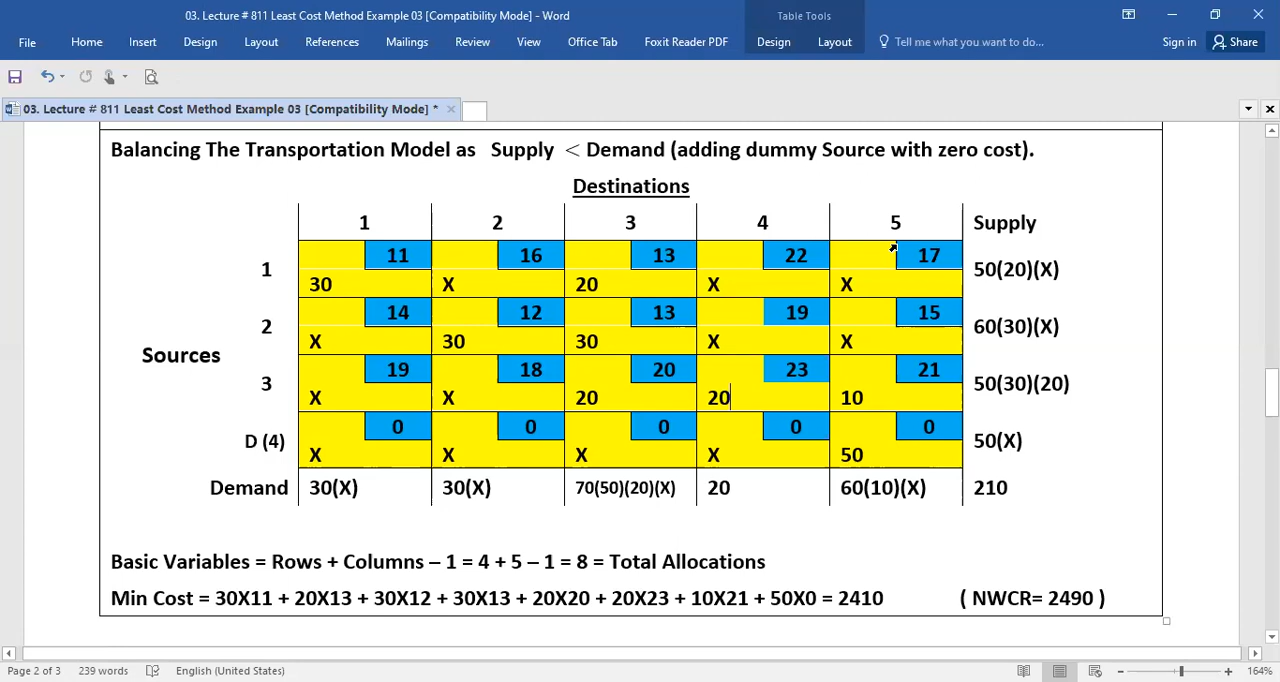 03. Lecture # 811 Least Cost Method Example 03 [Compatibility Mode] - Word
Table Tools
File Home Insert Design Layout References Mailings Review View Office Tab Foxit Reader PDF Design Layout Tell me what you want to do... Sign in Share
03. Lecture # 811 Least Cost Method Example 03 [Compatibility Mode] *
Balancing The Transportation Model as Supply < Demand (adding dummy Source with zero cost).
Destinations
1 2 3 4 5 Supply
11 16 13 22 17
1 50(20)(X)
30 X 20 X X
14 12 13 19 15
2 60(30)(X)
X 30 30 X X
Sources
19 18 20 23 21
3 50(30)(20)
X X 20 20 10
0 0 0 0 0
D (4) 50(X)
X X X X 50
Demand 30(X) 30(X) 70(50)(20)(X) 20 60(10)(X) 210
Basic Variables = Rows + Columns – 1 = 4 + 5 – 1 = 8 = Total Allocations
Min Cost = 30X11 + 20X13 + 30X12 + 30X13 + 20X20 + 20X23 + 10X21 + 50X0 = 2410 ( NWCR= 2490 )
Page 2 of 3 239 words English (United States) 164%